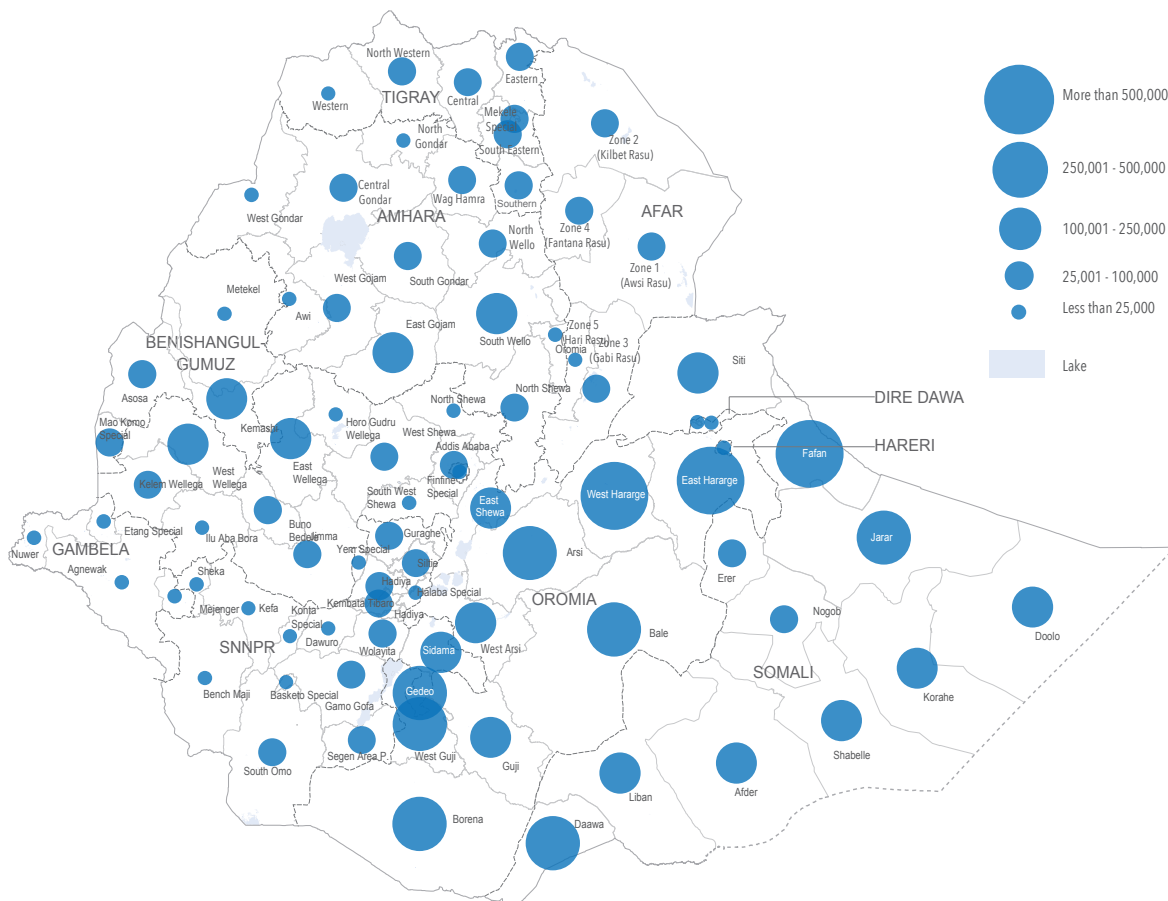 North Western
Eastern
Western
TIGRAY
Central
Mekele
Special
South Eastern
North
Gondar
Zone 2
(Kilbet Rasu)
Central
Gondar
Wag Hamra
Southern
West Gondar
AMHARA
AFAR
North
Wello
Zone 4
(Fantana Rasu)
Zone 1
(Awsi Rasu)
West Gojam
South Gondar
Metekel
Awi
East Gojam
South Wello
Zone 5
(Hari Rasu)
Oromia
Zone 3
(Gabi Rasu)
BENISHANGUL-
GUMUZ
Siti
Asosa
North Shewa
North Shewa
DIRE DAWA
Kemashi
Horo Gudru
Wellega
West Shewa
Mao Komo
Special
HARERI
Addis Ababa
Fafan
West
Wellega
East
Wellega
Finfine
Special
Kelem Wellega
East Hararge
West Hararge
South West
Shewa
East
Shewa
Etang Special
Ilu Aba Bora
Buno
Bedele
Jimma
Guraghe
Jarar
Nuwer
GAMBELA
Yem Special
Siltie
Arsi
Erer
Agnewak
Sheka
Hadiya
Halaba Special
Kembata Tibaro
Hadiya
OROMIA
Mejenger
Kefa
Konta
Special
Dawuro
Nogob
Doolo
SNNPR
Wolayita
Sidama
West Arsi
Bale
SOMALI
Bench Maji
Basketo Special
Gamo Gofa
Gedeo
Korahe
Segen Area P.
West Guji
Guji
Shabelle
South Omo
Liban
Afder
Borena
Daawa
More than 500,000
250,001 - 500,000
100,001 - 250,000
25,001 - 100,000
Less than 25,000
Lake